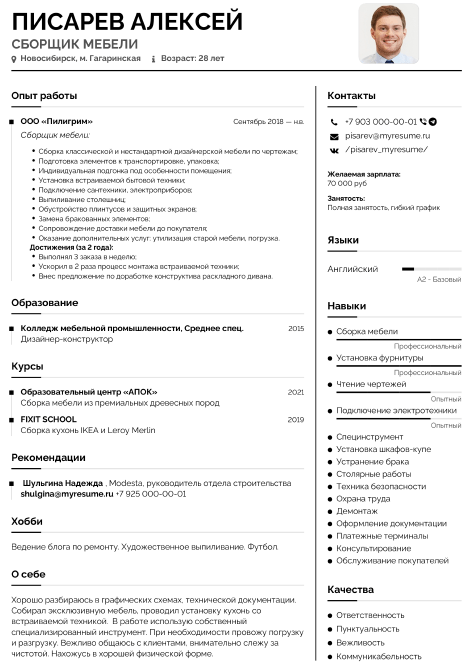 ПИСАРЕВ АЛЕКСЕЙ
СБОРЩИК МЕБЕЛИ
Новосибирск, м. Гагаринская Возраст: 28 лет
Опыт работы
ООО «Пилигрим» Сентябрь 2018 — н.в.
Сборщик мебели:
Сборка классической и нестандартной дизайнерской мебели по чертежам;
Подготовка элементов к транспортировке, упаковка;
Индивидуальная подгонка под особенности помещения;
Установка встраиваемой бытовой техники;
Подключение сантехники, электроприборов;
Выпиливание столешниц;
Обустройство плинтусов и защитных экранов;
Замена бракованных элементов;
Сопровождение доставки мебели до покупателя;
Оказание дополнительных услуг: утилизация старой мебели, погрузка.
Достижения (за 2 года):
Выполнял 3 заказа в неделю;
Ускорил в 2 раза процесс монтажа встраиваемой техники;
Внес предложение по доработке конструктива раскладного дивана.
Образование
Колледж мебельной промышленности, Среднее спец. 2015
Дизайнер-конструктор
Курсы
Образовательный центр «АПОК» 2021
Сборка мебели из премиальных древесных пород
FIXIT SCHOOL 2019
Сборка кухонь IKEA и Leroy Merlin
Рекомендации
Шульгина Надежда , Modesta, руководитель отдела строительства
shulgina@myresume.ru +7 925 000-00-01
Хобби
Ведение блога по ремонту. Художественное выпиливание. Футбол.
О себе
Хорошо разбираюсь в графических схемах, технической документации.
Собирал эксклюзивную мебель, проводил установку кухонь со
встраиваемой техникой. В работе использую собственный
специализированный инструмент. При необходимости провожу погрузку
и разгрузку. Вежливо общаюсь с клиентами, внимательно слежу за
чистотой. Нахожусь в хорошей физической форме.
Контакты
+7 903 000-00-01
pisarev@myresume.ru
/pisarev_myresume/
Желаемая зарплата:
70 000 руб
Занятость:
Полная занятость, гибкий график
Языки
Английский
A2 - Базовый
Навыки
Сборка мебели
Профессиональный
Установка фурнитуры
Профессиональный
Чтение чертежей
Опытный
Подключение электротехники
Опытный
Специнструмент
Установка шкафов-купе
Устранение брака
Столярные работы
Техника безопасности
Охрана труда
Демонтаж
Оформление документации
Платежные терминалы
Консультирование
Обслуживание покупателей
Качества
Ответственность
Пунктуальность
Вежливость
Коммуникабельность